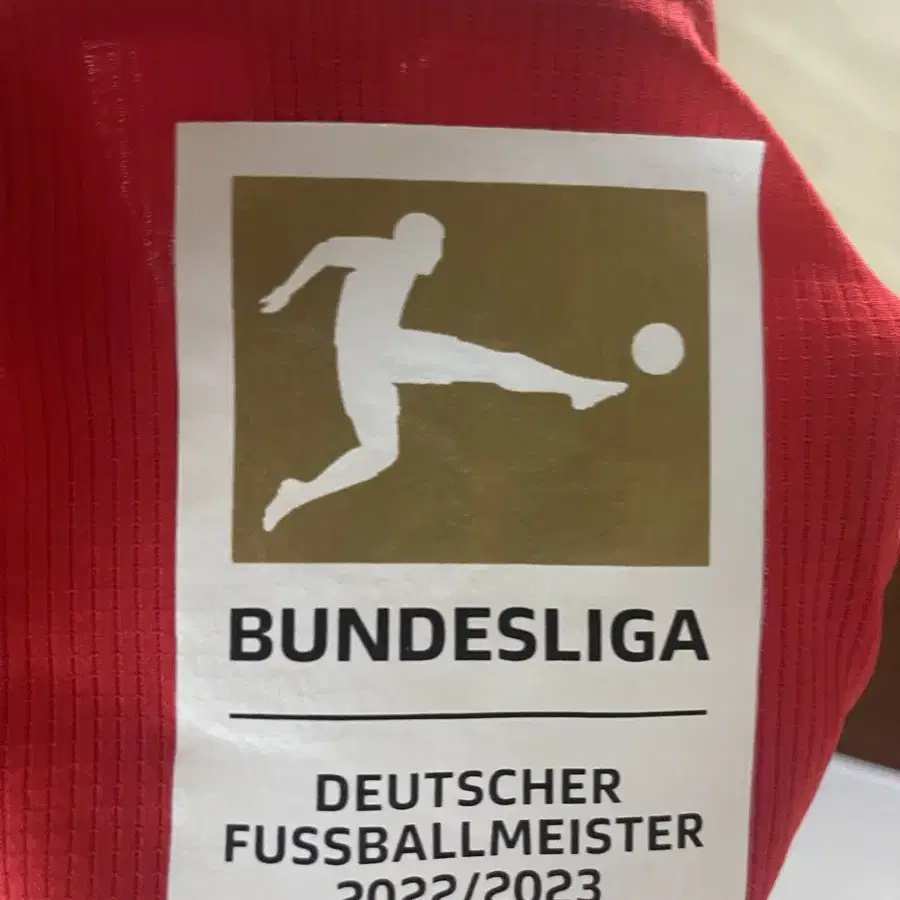 BUNDESLIGA
DEUTSCHER
FUSSBALLMEISTER
2022/2023